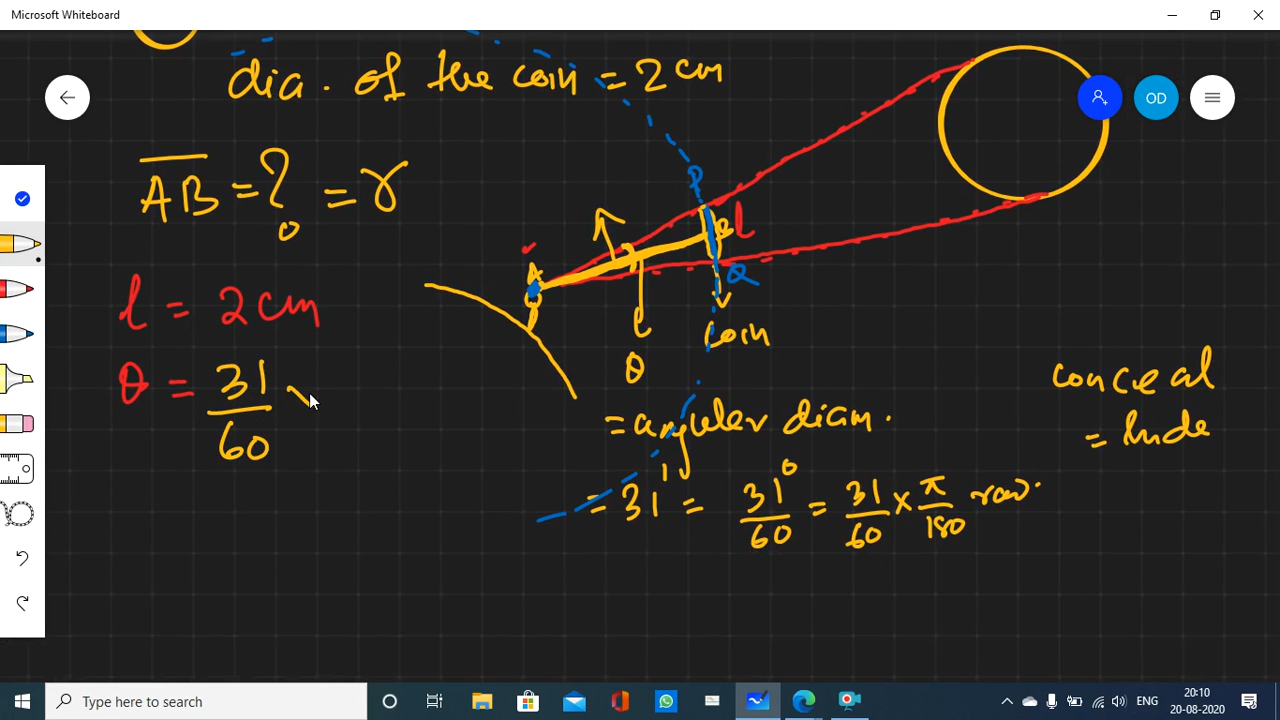 Microsoft Whiteboard
dia. of the coin = 2 cm
OD
AB = ? = r
P
l
A
B
Q
l = 2 cm
coin
θ
θ = 31/60 ×
conceal
= hide
= angular diam.
= 31' = 31°/60 = 31/60 × π/180 rad.
Type here to search
ENG
20:10
20-08-2020